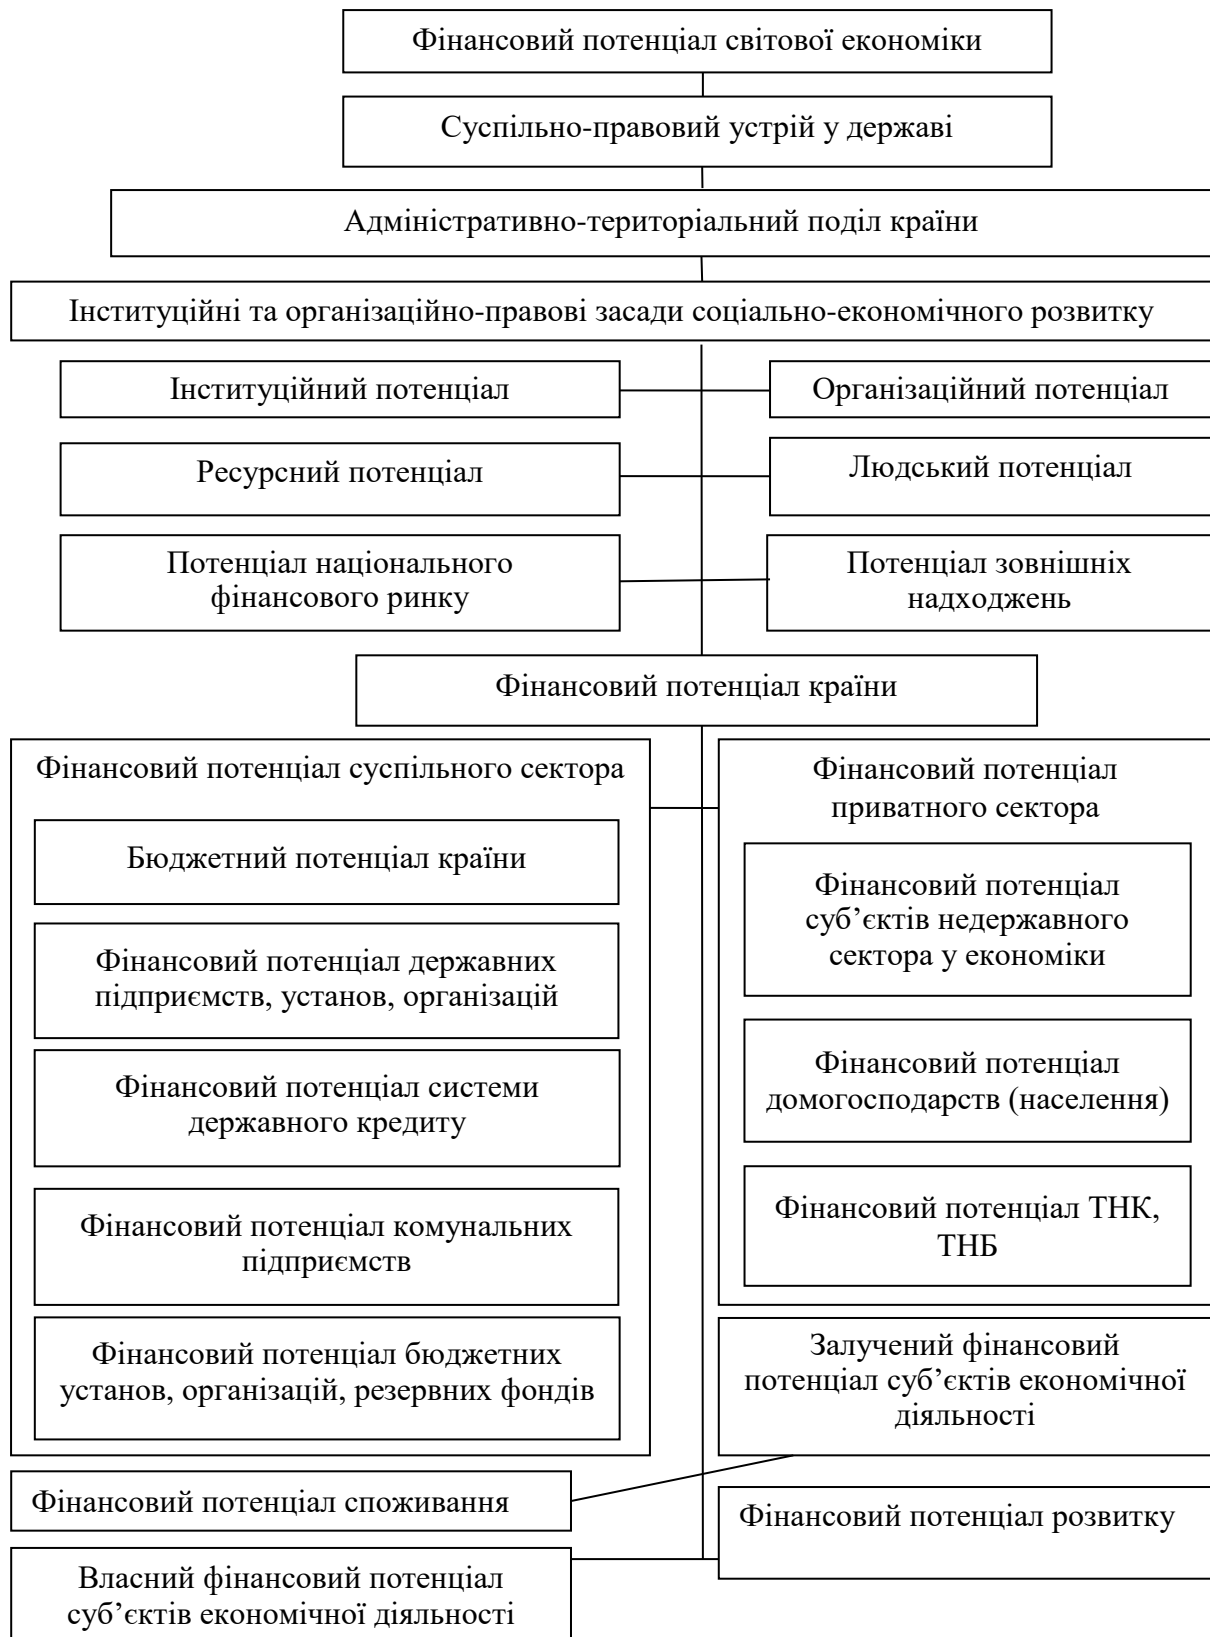 Фінансовий потенціал світової економіки
Суспільно-правовий устрій у державі
Адміністративно-територіальний поділ країни
Інституційні та організаційно-правові засади соціально-економічного розвитку
Інституційний потенціал
Організаційний потенціал
Ресурсний потенціал
Людський потенціал
Потенціал національного
фінансового ринку
Потенціал зовнішніх
надходжень
Фінансовий потенціал країни
Фінансовий потенціал суспільного сектора
Бюджетний потенціал країни
Фінансовий потенціал державних
підприємств, установ, організацій
Фінансовий потенціал системи
державного кредиту
Фінансовий потенціал комунальних
підприємств
Фінансовий потенціал бюджетних
установ, організацій, резервних фондів
Фінансовий потенціал
приватного сектора
Фінансовий потенціал
суб’єктів недержавного
сектора у економіки
Фінансовий потенціал
домогосподарств (населення)
Фінансовий потенціал ТНК,
ТНБ
Залучений фінансовий
потенціал суб’єктів економічної
діяльності
Фінансовий потенціал споживання
Фінансовий потенціал розвитку
Власний фінансовий потенціал
суб’єктів економічної діяльності